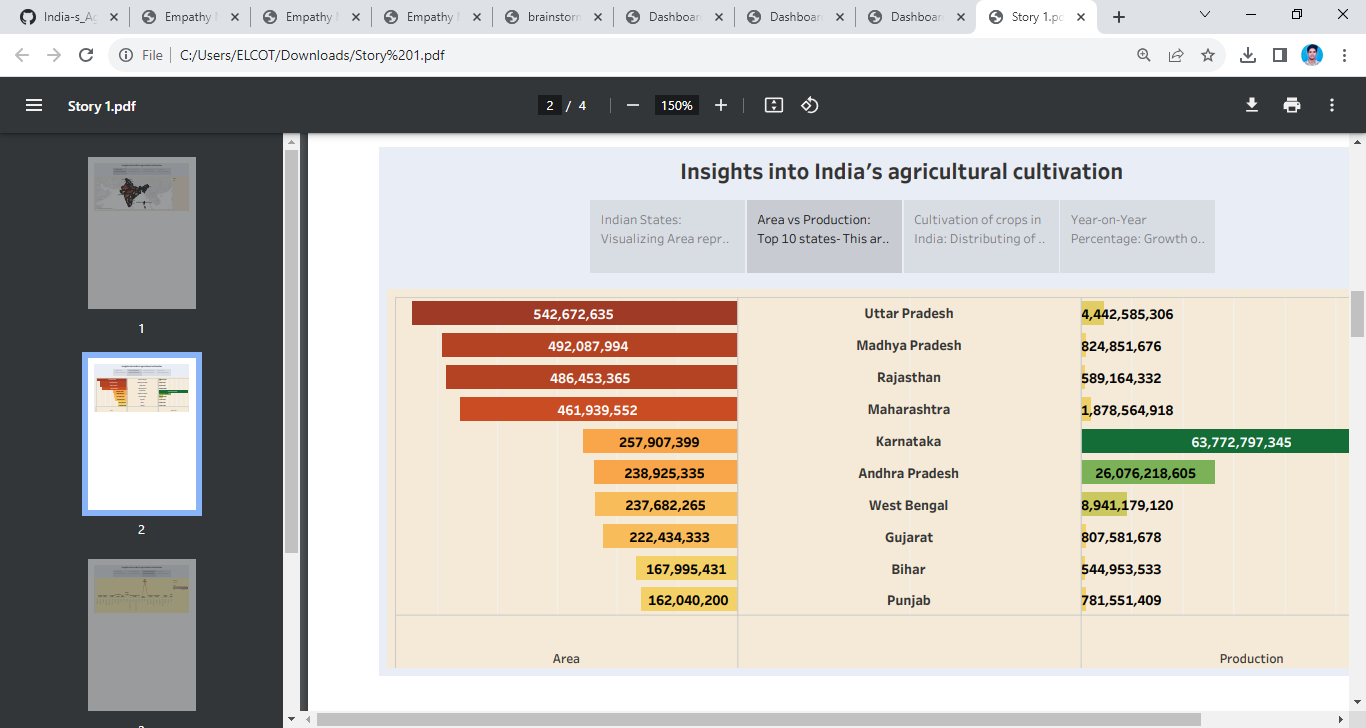 India-s_Ag
Empathy
Empathy
Empathy
brainstorm
Dashboar
Dashboar
Dashboar
Story 1.pd
File
C:/Users/ELCOT/Downloads/Story%201.pdf
Story 1.pdf
2 / 4
150%
1
2
Insights into India's agricultural cultivation
Indian States:
Visualizing Area repr..
Area vs Production:
Top 10 states- This ar..
Cultivation of crops in
India: Distributing of ..
Year-on-Year
Percentage: Growth o..
542,672,635 Uttar Pradesh 4,442,585,306
492,087,994 Madhya Pradesh 824,851,676
486,453,365 Rajasthan 589,164,332
461,939,552 Maharashtra 1,878,564,918
257,907,399 Karnataka 63,772,797,345
238,925,335 Andhra Pradesh 26,076,218,605
237,682,265 West Bengal 8,941,179,120
222,434,333 Gujarat 807,581,678
167,995,431 Bihar 544,953,533
162,040,200 Punjab 781,551,409
Area Production